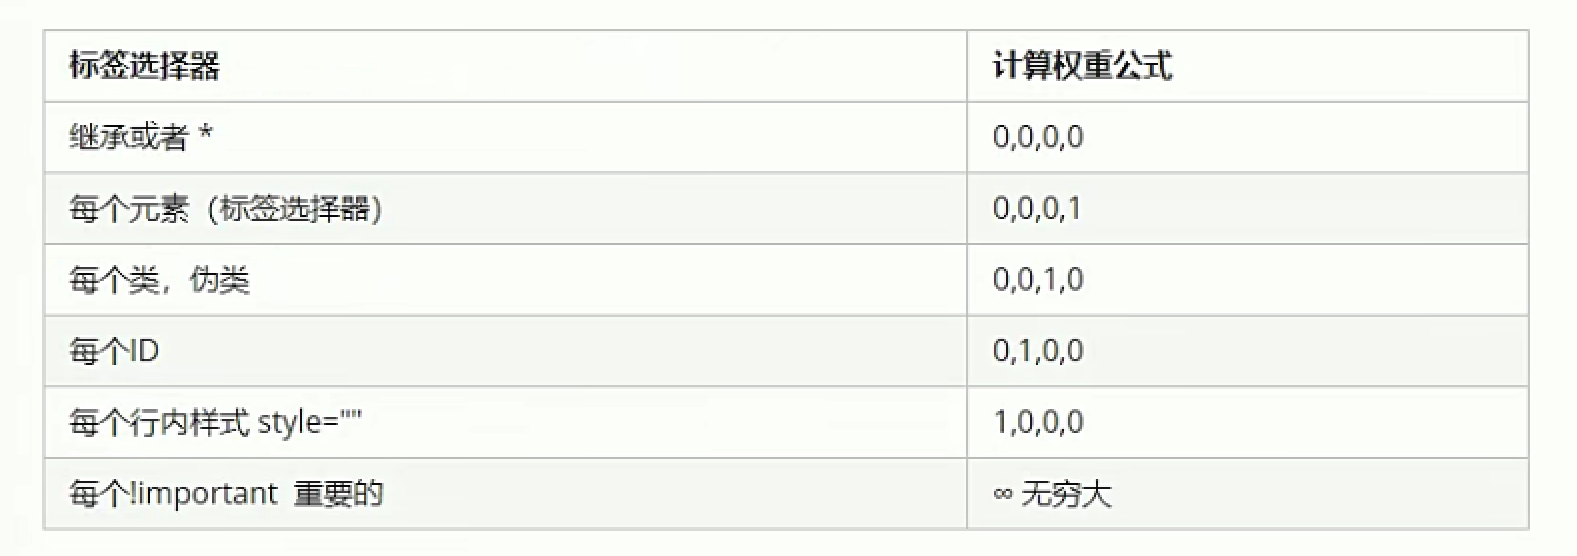 标签选择器 计算权重公式
继承或者 * 0,0,0,0
每个元素（标签选择器） 0,0,0,1
每个类，伪类 0,0,1,0
每个ID 0,1,0,0
每个行内样式 style="" 1,0,0,0
每个!important 重要的 ∞ 无穷大